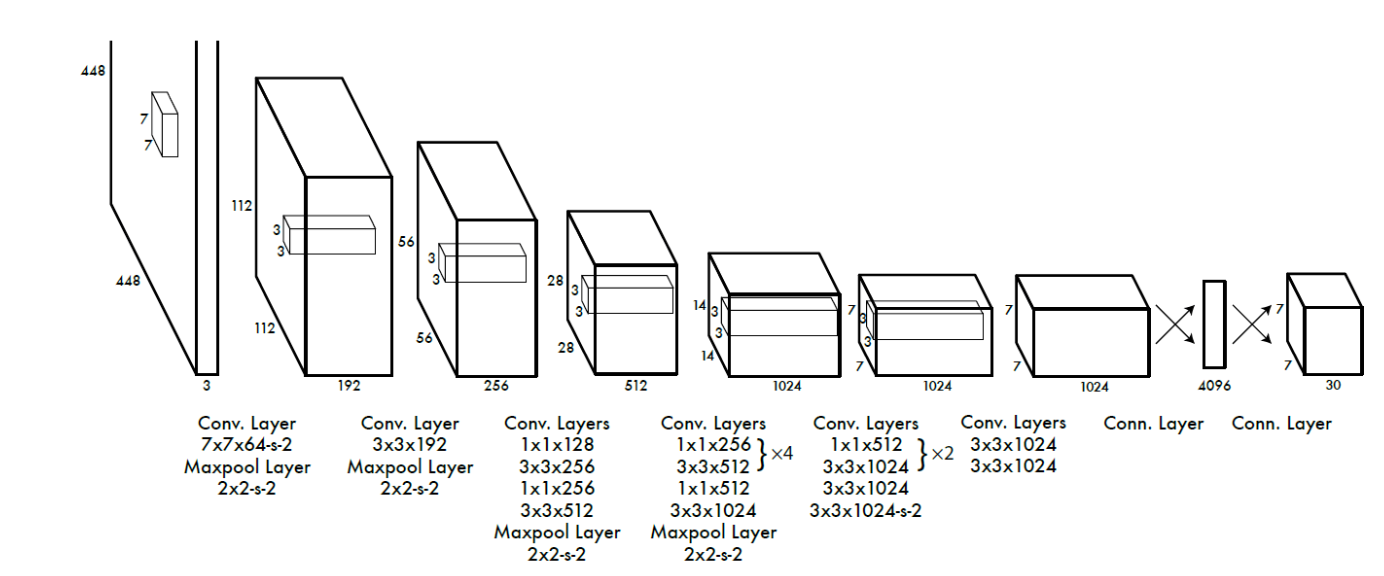 448
7
7
448
3
112
3
3
112
192
56
3
3
56
256
28
3
3
28
512
14
3
3
14
1024
7
3
3
7
1024
7
7
1024
4096
7
7
30
Conv. Layer
7x7x64-s-2
Maxpool Layer
2x2-s-2
Conv. Layer
3x3x192
Maxpool Layer
2x2-s-2
Conv. Layers
1x1x128
3x3x256
1x1x256
3x3x512
Maxpool Layer
2x2-s-2
Conv. Layers
1x1x256
3x3x512
}×4
1x1x512
3x3x1024
Maxpool Layer
2x2-s-2
Conv. Layers
1x1x512
3x3x1024
}×2
3x3x1024
3x3x1024-s-2
Conv. Layers
3x3x1024
3x3x1024
Conn. Layer
Conn. Layer